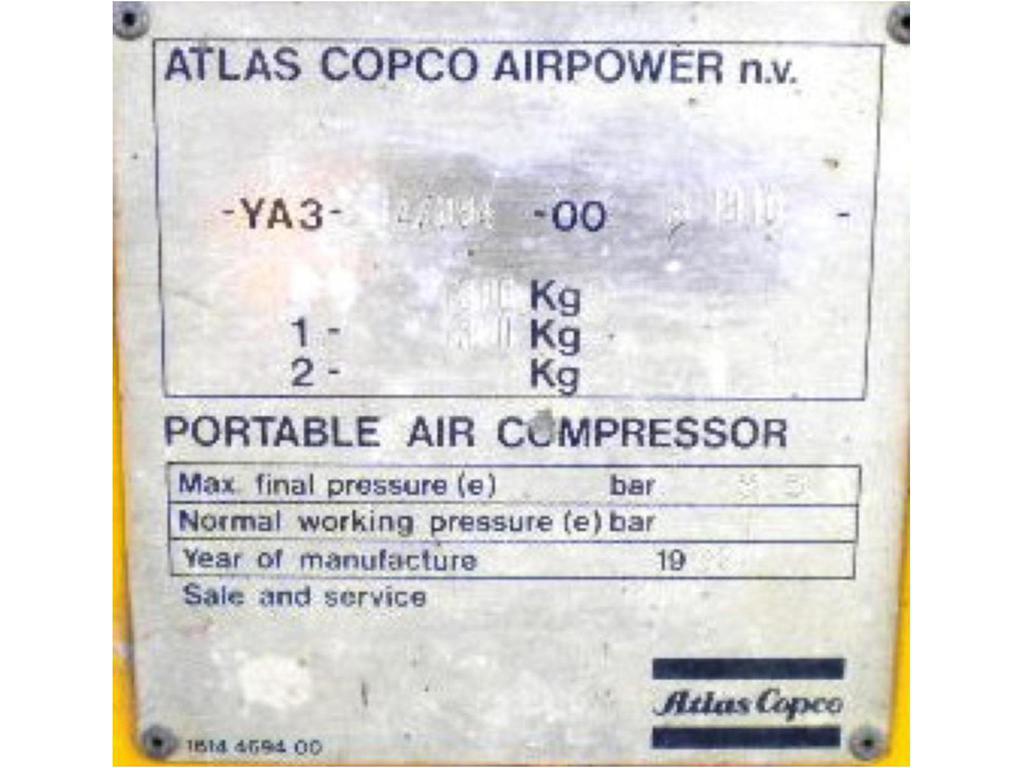 ATLAS COPCO AIRPOWER n.v.
-YA3- -00 -
Kg
1 - Kg
2 - Kg
PORTABLE AIR COMPRESSOR
Max. final pressure (e) bar
Normal working pressure (e) bar
Year of manufacture 19
Sale and service
Atlas Copco
1614 4694 00